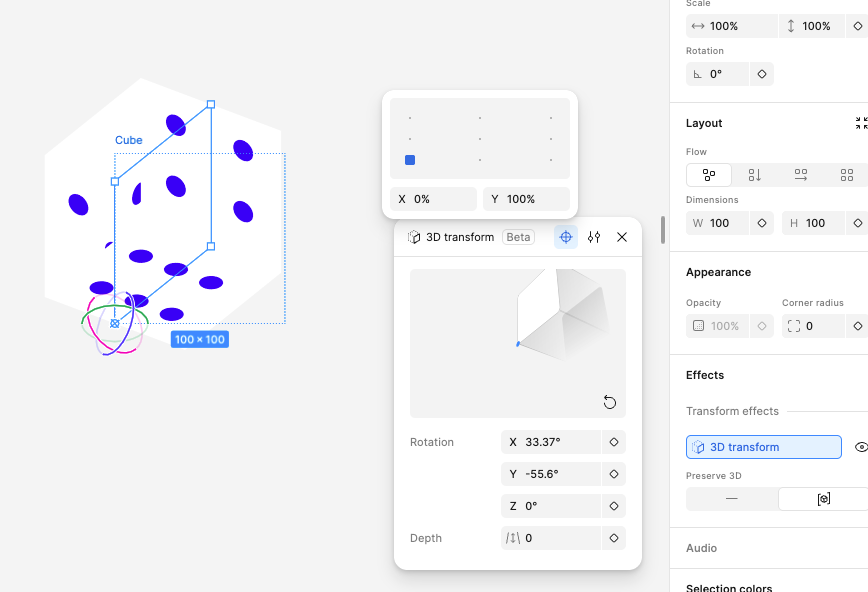 Scale
100%
100%
Rotation
0°
Layout
Flow
Dimensions
W 100
H 100
Appearance
Opacity
Corner radius
100%
0
Effects
Transform effects
3D transform
Preserve 3D
Audio
Selection colors
Cube
100 × 100
X 0%
Y 100%
3D transform
Beta
Rotation
X 33.37°
Y -55.6°
Z 0°
Depth
0